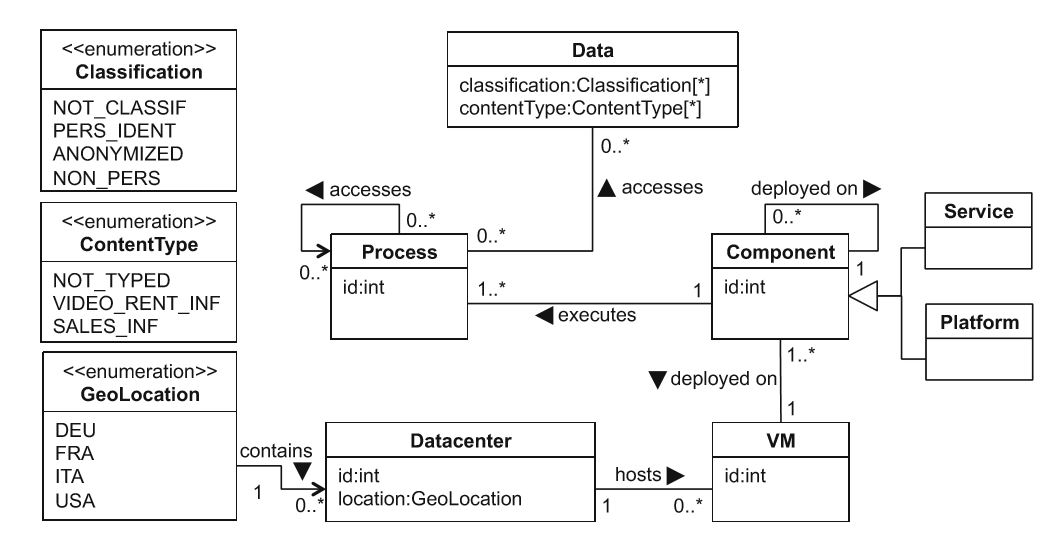 <<enumeration>>
Classification
NOT_CLASSIF
PERS_IDENT
ANONYMIZED
NON_PERS
<<enumeration>>
ContentType
NOT_TYPED
VIDEO_RENT_INF
SALES_INF
<<enumeration>>
GeoLocation
DEU
FRA
ITA
USA
Data
classification:Classification[*]
contentType:ContentType[*]
0..*
◀ accesses
▲ accesses
0..*
0..*
0..*
Process
id:int
1..*
1
◀ executes
deployed on ▶
0..*
Component
1
id:int
Service
Platform
1..*
▼ deployed on
1
contains
▼
1
0..*
Datacenter
id:int
location:GeoLocation
hosts ▶
1
0..*
VM
id:int